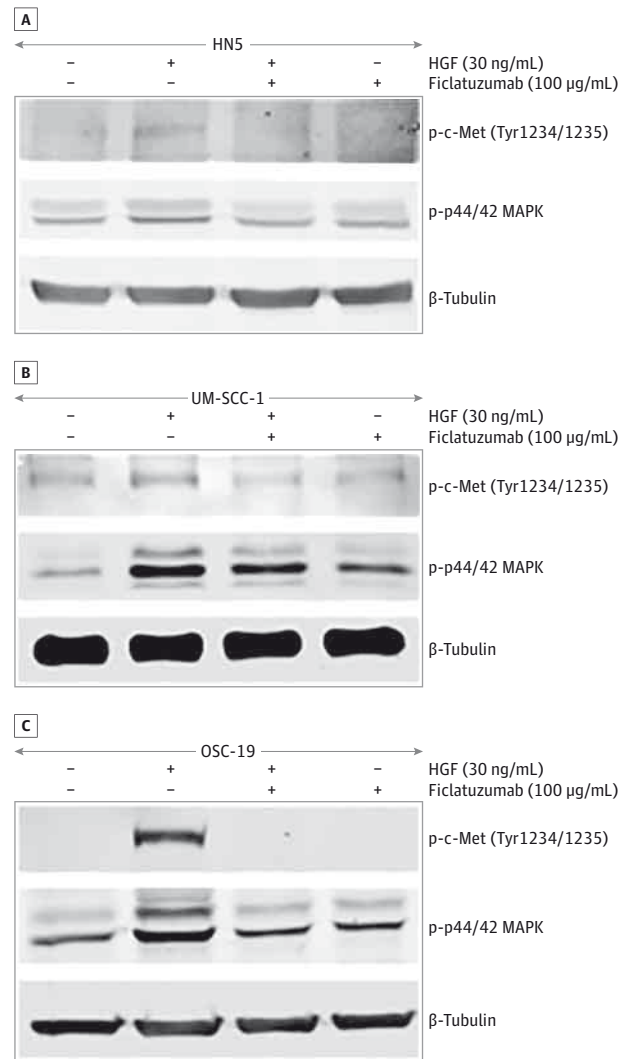 A
HN5
– + + – HGF (30 ng/mL)
– – + + Ficlatuzumab (100 µg/mL)
p-c-Met (Tyr1234/1235)
p-p44/42 MAPK
β-Tubulin
B
UM-SCC-1
– + + – HGF (30 ng/mL)
– – + + Ficlatuzumab (100 µg/mL)
p-c-Met (Tyr1234/1235)
p-p44/42 MAPK
β-Tubulin
C
OSC-19
– + + – HGF (30 ng/mL)
– – + + Ficlatuzumab (100 µg/mL)
p-c-Met (Tyr1234/1235)
p-p44/42 MAPK
β-Tubulin